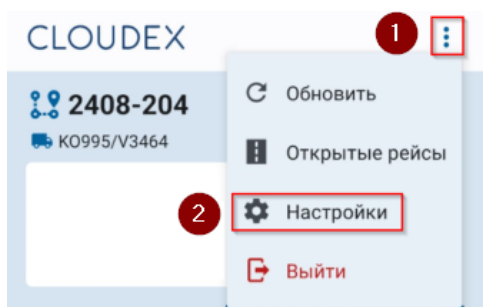 CLOUDEX
1
2408-204
KO995/V3464
Обновить
Открытые рейсы
2
Настройки
Выйти